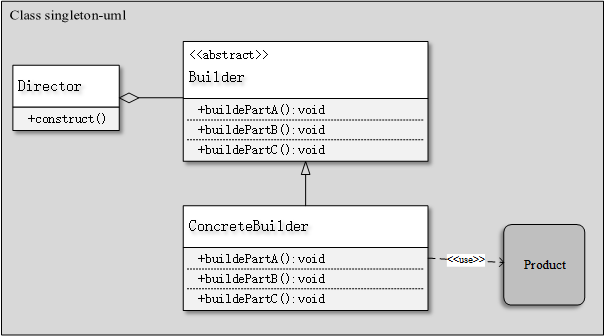 Class singleton-uml
<<abstract>>
Builder
+buildePartA():void
+buildePartB():void
+buildePartC():void
Director
+construct()
ConcreteBuilder
+buildePartA():void
+buildePartB():void
+buildePartC():void
<<use>>
Product